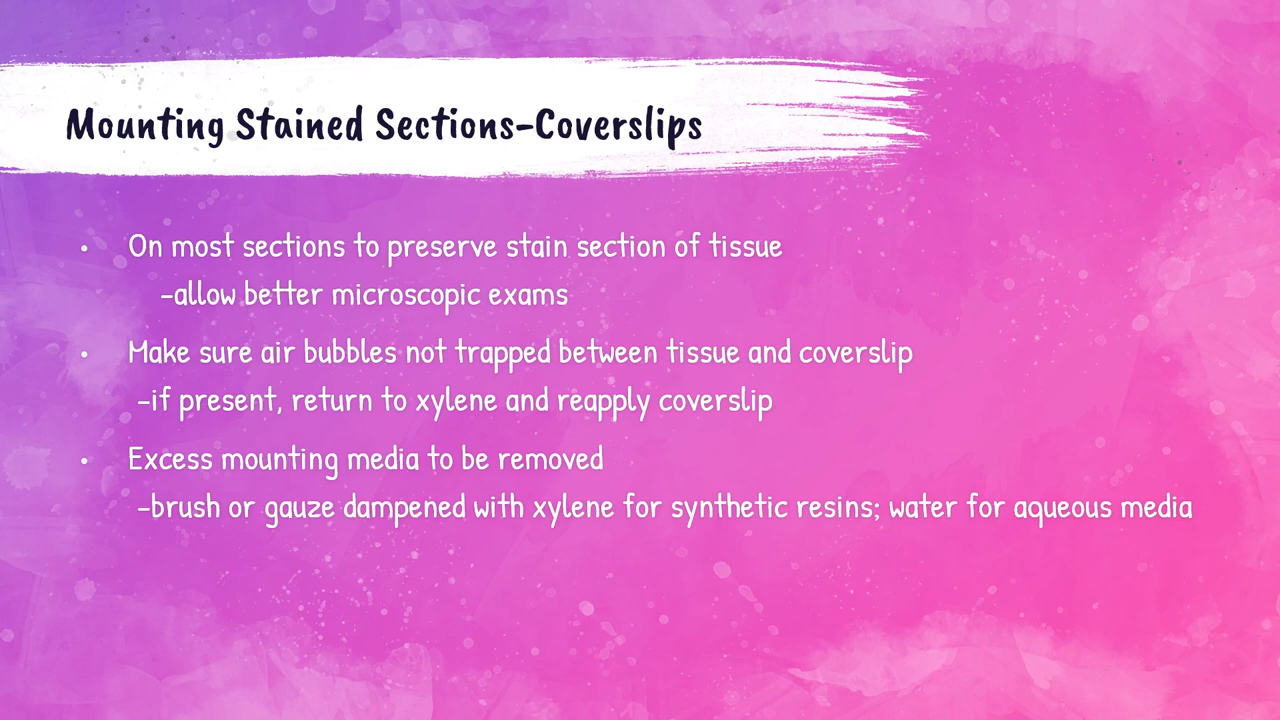 Mounting Stained Sections-Coverslips
• On most sections to preserve stain section of tissue
-allow better microscopic exams
• Make sure air bubbles not trapped between tissue and coverslip
-if present, return to xylene and reapply coverslip
• Excess mounting media to be removed
-brush or gauze dampened with xylene for synthetic resins; water for aqueous media